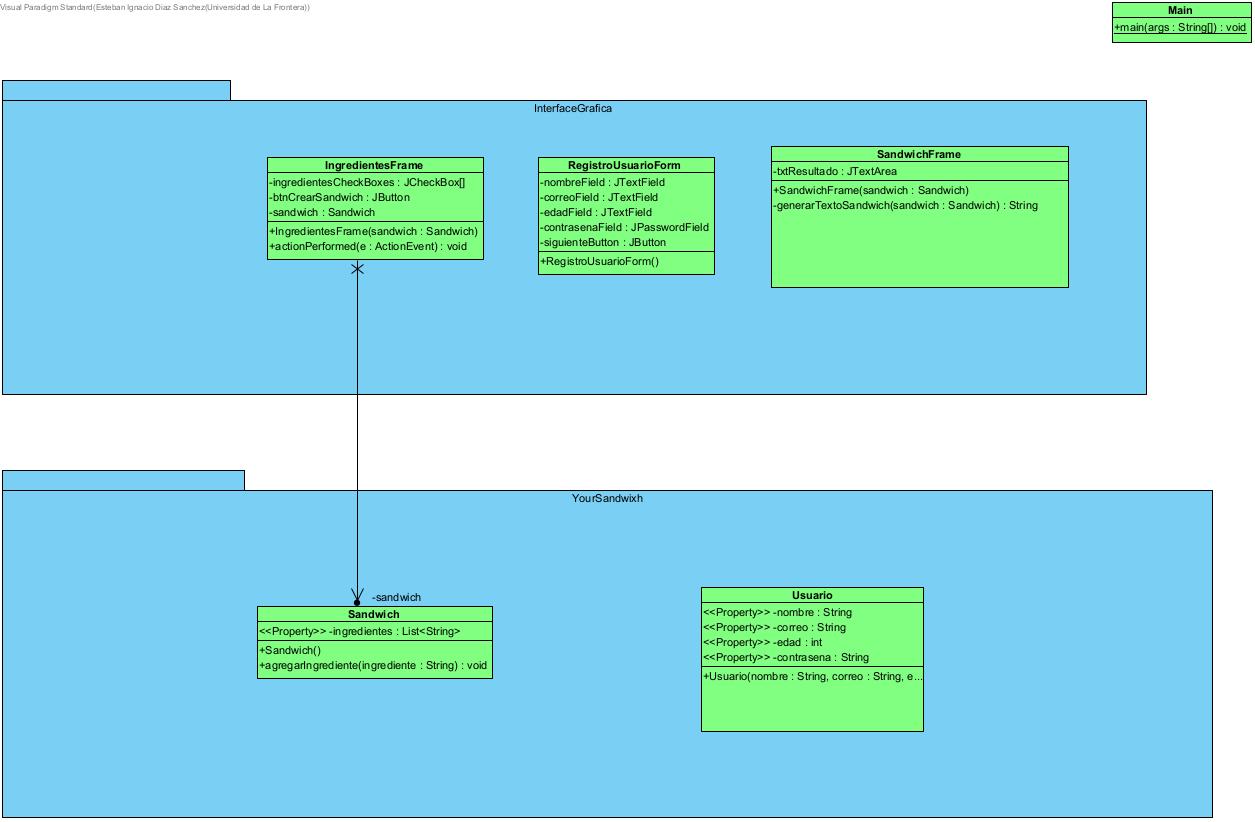 Visual Paradigm Standard(Esteban Ignacio Diaz Sanchez(Universidad de La Frontera))
Main
+main(args : String[]) : void
InterfaceGrafica
IngredientesFrame
-ingredientesCheckBoxes : JCheckBox[]
-btnCrearSandwich : JButton
-sandwich : Sandwich
+IngredientesFrame(sandwich : Sandwich)
+actionPerformed(e : ActionEvent) : void
RegistroUsuarioForm
-nombreField : JTextField
-correoField : JTextField
-edadField : JTextField
-contrasenaField : JPasswordField
-siguienteButton : JButton
+RegistroUsuarioForm()
SandwichFrame
-txtResultado : JTextArea
+SandwichFrame(sandwich : Sandwich)
-generarTextoSandwich(sandwich : Sandwich) : String
YourSandwixh
-sandwich
Sandwich
<<Property>> -ingredientes : List<String>
+Sandwich()
+agregarIngrediente(ingrediente : String) : void
Usuario
<<Property>> -nombre : String
<<Property>> -correo : String
<<Property>> -edad : int
<<Property>> -contrasena : String
+Usuario(nombre : String, correo : String, e...